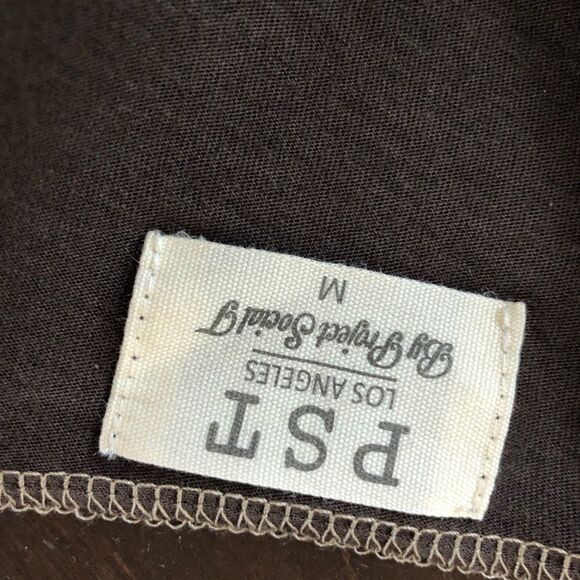 PST
LOS ANGELES
By Project Social T
M